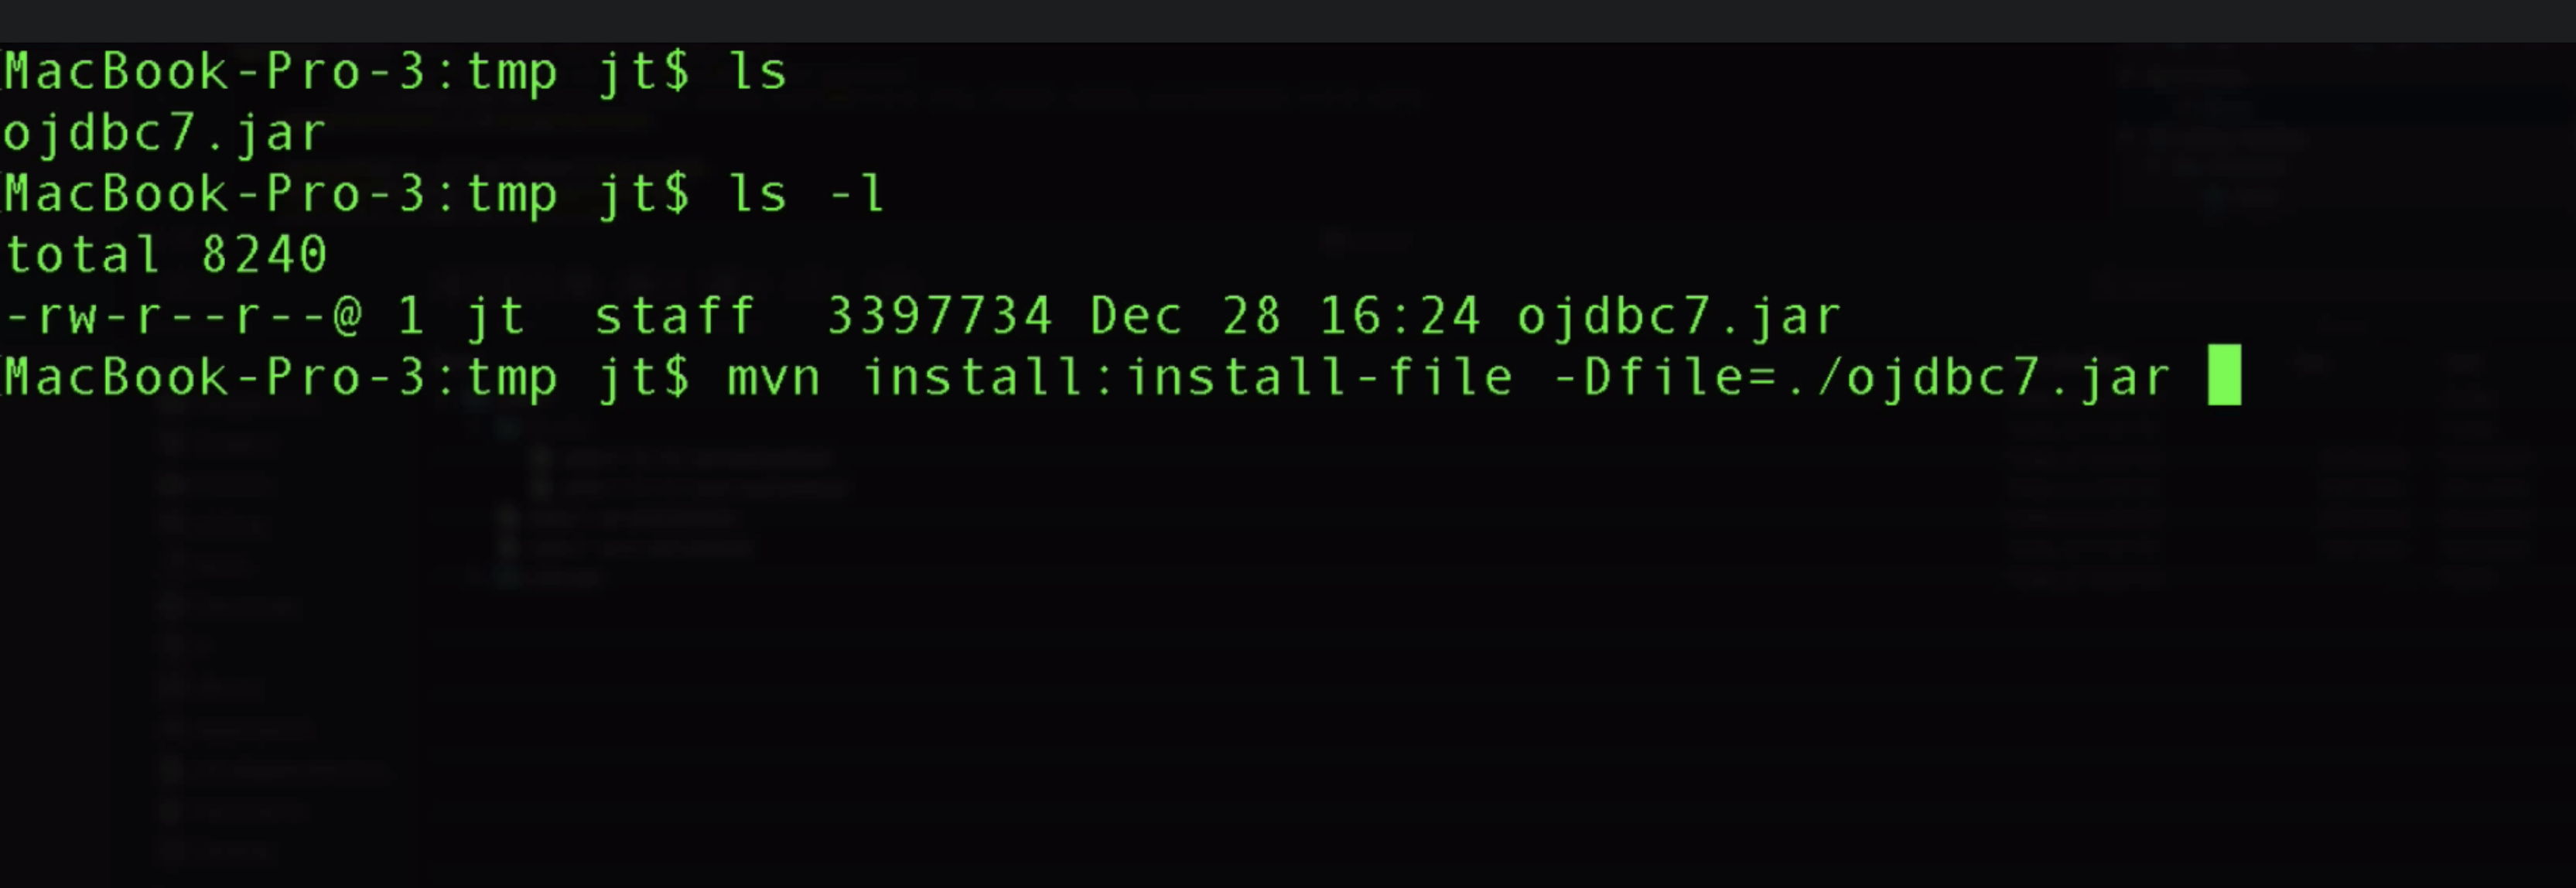 MacBook-Pro-3:tmp jt$ ls
ojdbc7.jar
MacBook-Pro-3:tmp jt$ ls -l
total 8240
-rw-r--r--@ 1 jt  staff  3397734 Dec 28 16:24 ojdbc7.jar
MacBook-Pro-3:tmp jt$ mvn install:install-file -Dfile=./ojdbc7.jar